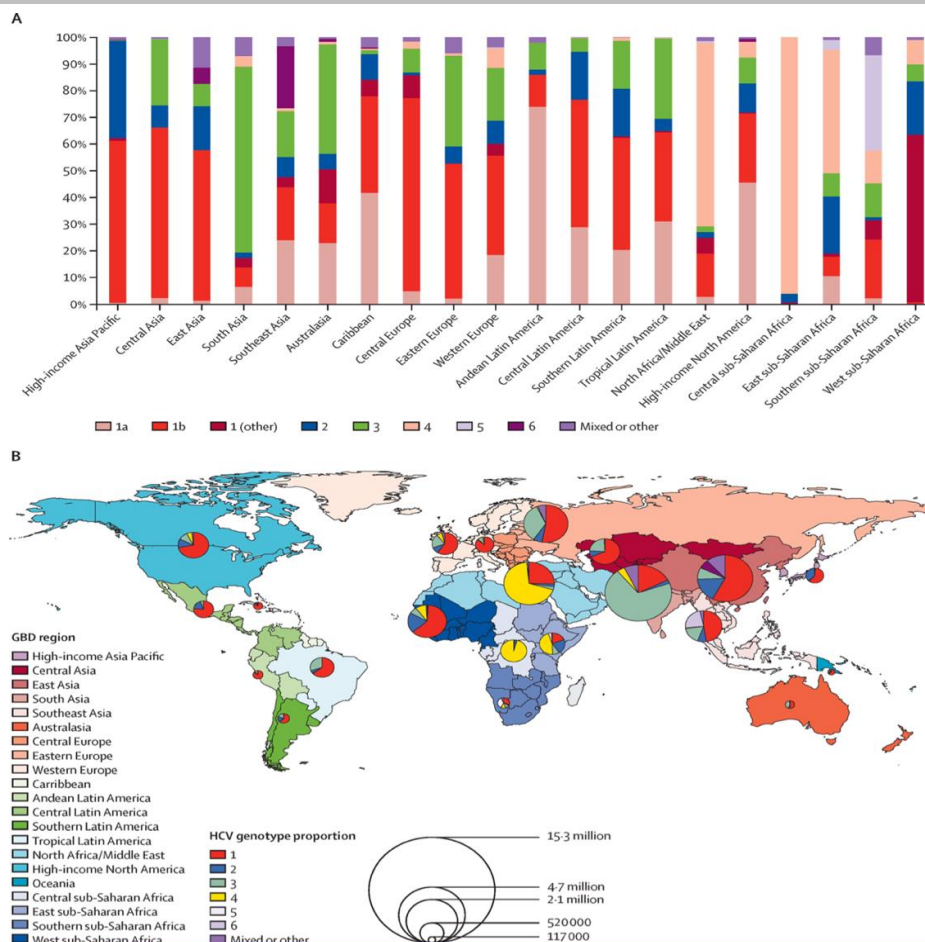 A
100%
90%
80%
70%
60%
50%
40%
30%
20%
10%
0%
High-income Asia Pacific
Central Asia
East Asia
South Asia
Southeast Asia
Australasia
Caribbean
Central Europe
Eastern Europe
Western Europe
Andean Latin America
Central Latin America
Southern Latin America
Tropical Latin America
North Africa/Middle East
High-income North America
Central sub-Saharan Africa
East sub-Saharan Africa
Southern sub-Saharan Africa
West sub-Saharan Africa
1a 1b 1 (other) 2 3 4 5 6 Mixed or other
B
GBD region
High-income Asia Pacific
Central Asia
East Asia
South Asia
Southeast Asia
Australasia
Central Europe
Eastern Europe
Western Europe
Carribbean
Andean Latin America
Central Latin America
Southern Latin America
Tropical Latin America
North Africa/Middle East
High-income North America
Oceania
Central sub-Saharan Africa
East sub-Saharan Africa
Southern sub-Saharan Africa
West sub-Saharan Africa
HCV genotype proportion
1
2
3
4
5
6
Mixed or other
15·3 million
4·7 million
2·1 million
520000
117000